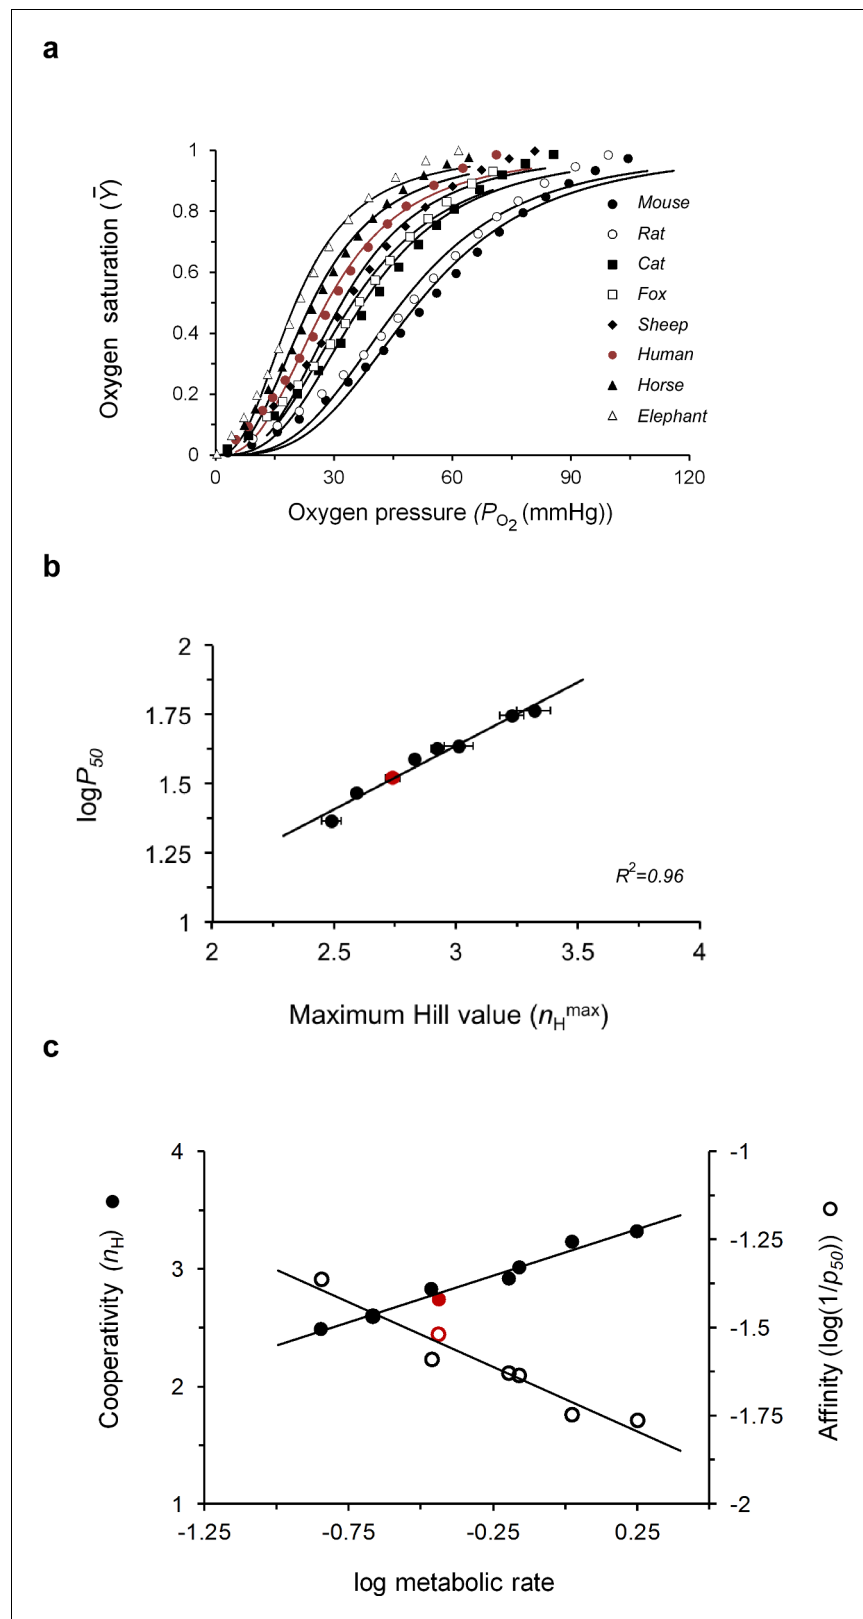 a
1
0.8
0.6
0.4
0.2
0
0 30 60 90 120
Oxygen saturation (Ȳ)
Oxygen pressure (P_O2 (mmHg))
Mouse
Rat
Cat
Fox
Sheep
Human
Horse
Elephant
b
2
1.75
1.5
1.25
1
2 2.5 3 3.5 4
logP50
R²=0.96
Maximum Hill value (nH^max)
c
4
3
2
1
-1
-1.25
-1.5
-1.75
-2
-1.25 -0.75 -0.25 0.25
Cooperativity (nH)
Affinity (log(1/p50))
log metabolic rate